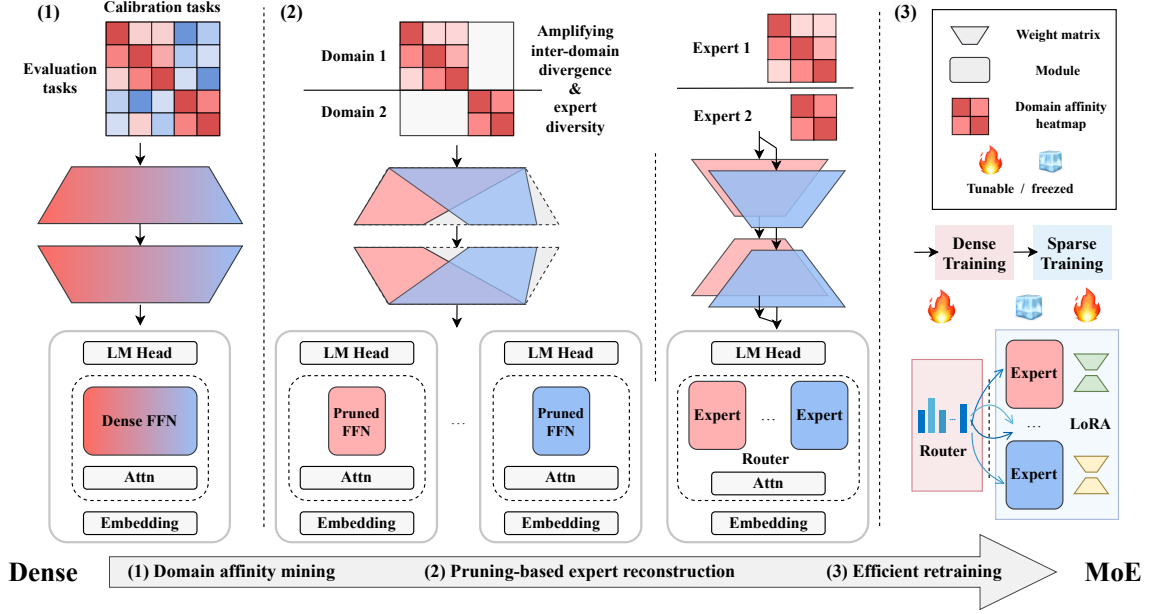 (1)
Calibration tasks
Evaluation
tasks
LM Head
Dense FFN
Attn
Embedding
(2)
Domain 1
Domain 2
Amplifying
inter-domain
divergence
&
expert
diversity
LM Head
Pruned
FFN
Attn
Embedding
...
LM Head
Pruned
FFN
Attn
Embedding
Expert 1
Expert 2
LM Head
Expert
...
Expert
Router
Attn
Embedding
(3)
Weight matrix
Module
Domain affinity
heatmap
Tunable / freezed
Dense
Training
Sparse
Training
...
Router
Expert
...
LoRA
Expert
Dense
(1) Domain affinity mining
(2) Pruning-based expert reconstruction
(3) Efficient retraining
MoE